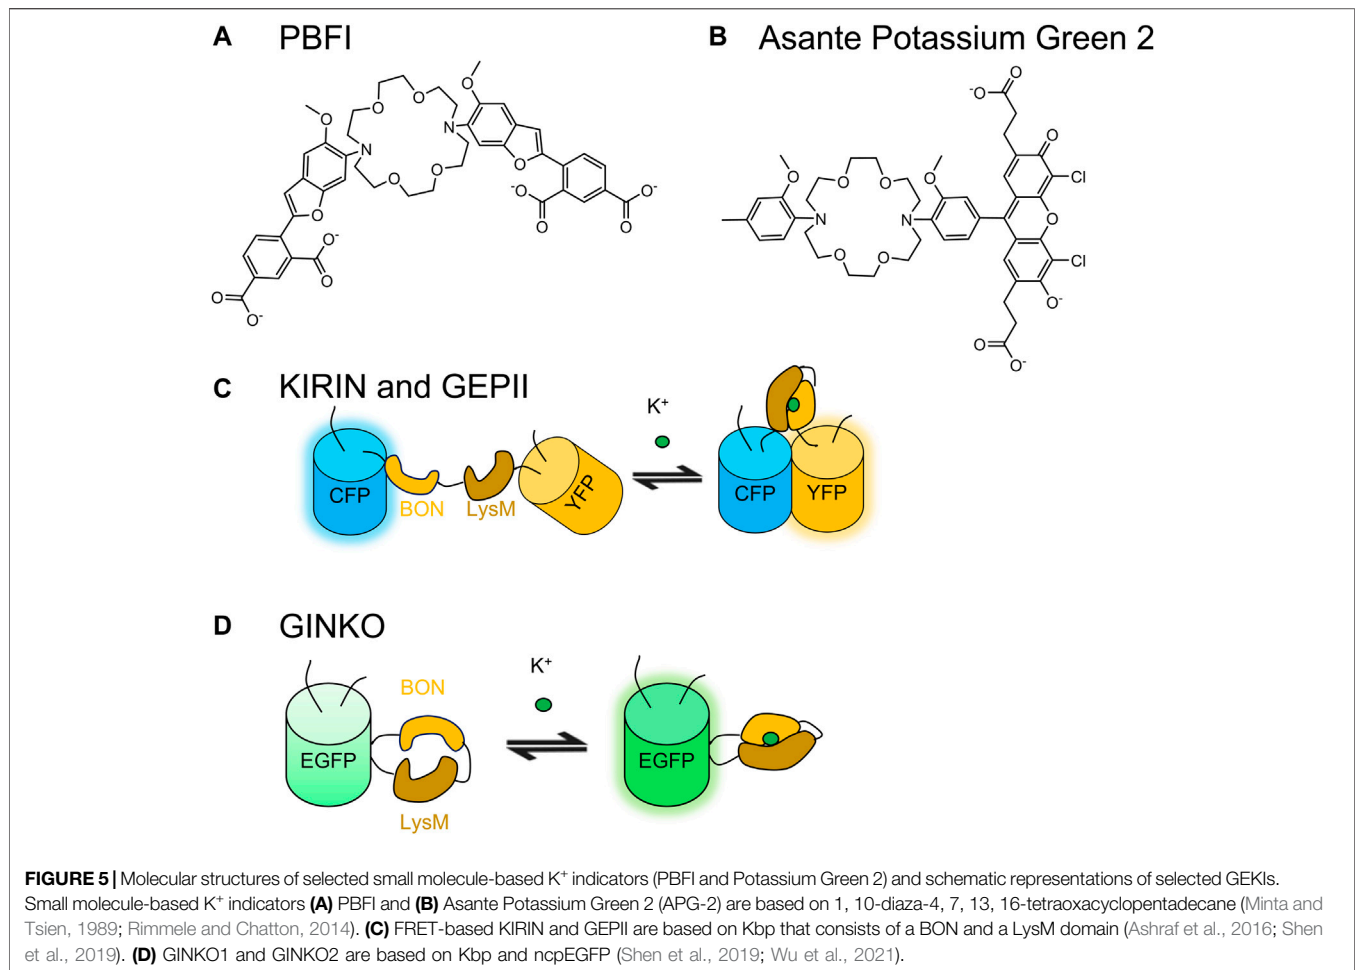 A PBFI
B Asante Potassium Green 2
O
O
N
N
O
O
O
O
O
O
-O
O
O-
O
O
O-
-O
O
O-
O
-O
O
O
Cl
O
Cl
O-
O
O-
O
O
O
N
N
O
O
O
C KIRIN and GEPII
K+
CFP
BON
LysM
YFP
CFP
YFP
D GINKO
K+
BON
EGFP
LysM
EGFP
FIGURE 5 | Molecular structures of selected small molecule-based K+ indicators (PBFI and Potassium Green 2) and schematic representations of selected GEKIs.
Small molecule-based K+ indicators (A) PBFI and (B) Asante Potassium Green 2 (APG-2) are based on 1, 10-diaza-4, 7, 13, 16-tetraoxacyclopentadecane (Minta and
Tsien, 1989; Rimmele and Chatton, 2014). (C) FRET-based KIRIN and GEPII are based on Kbp that consists of a BON and a LysM domain (Ashraf et al., 2016; Shen
et al., 2019). (D) GINKO1 and GINKO2 are based on Kbp and ncpEGFP (Shen et al., 2019; Wu et al., 2021).